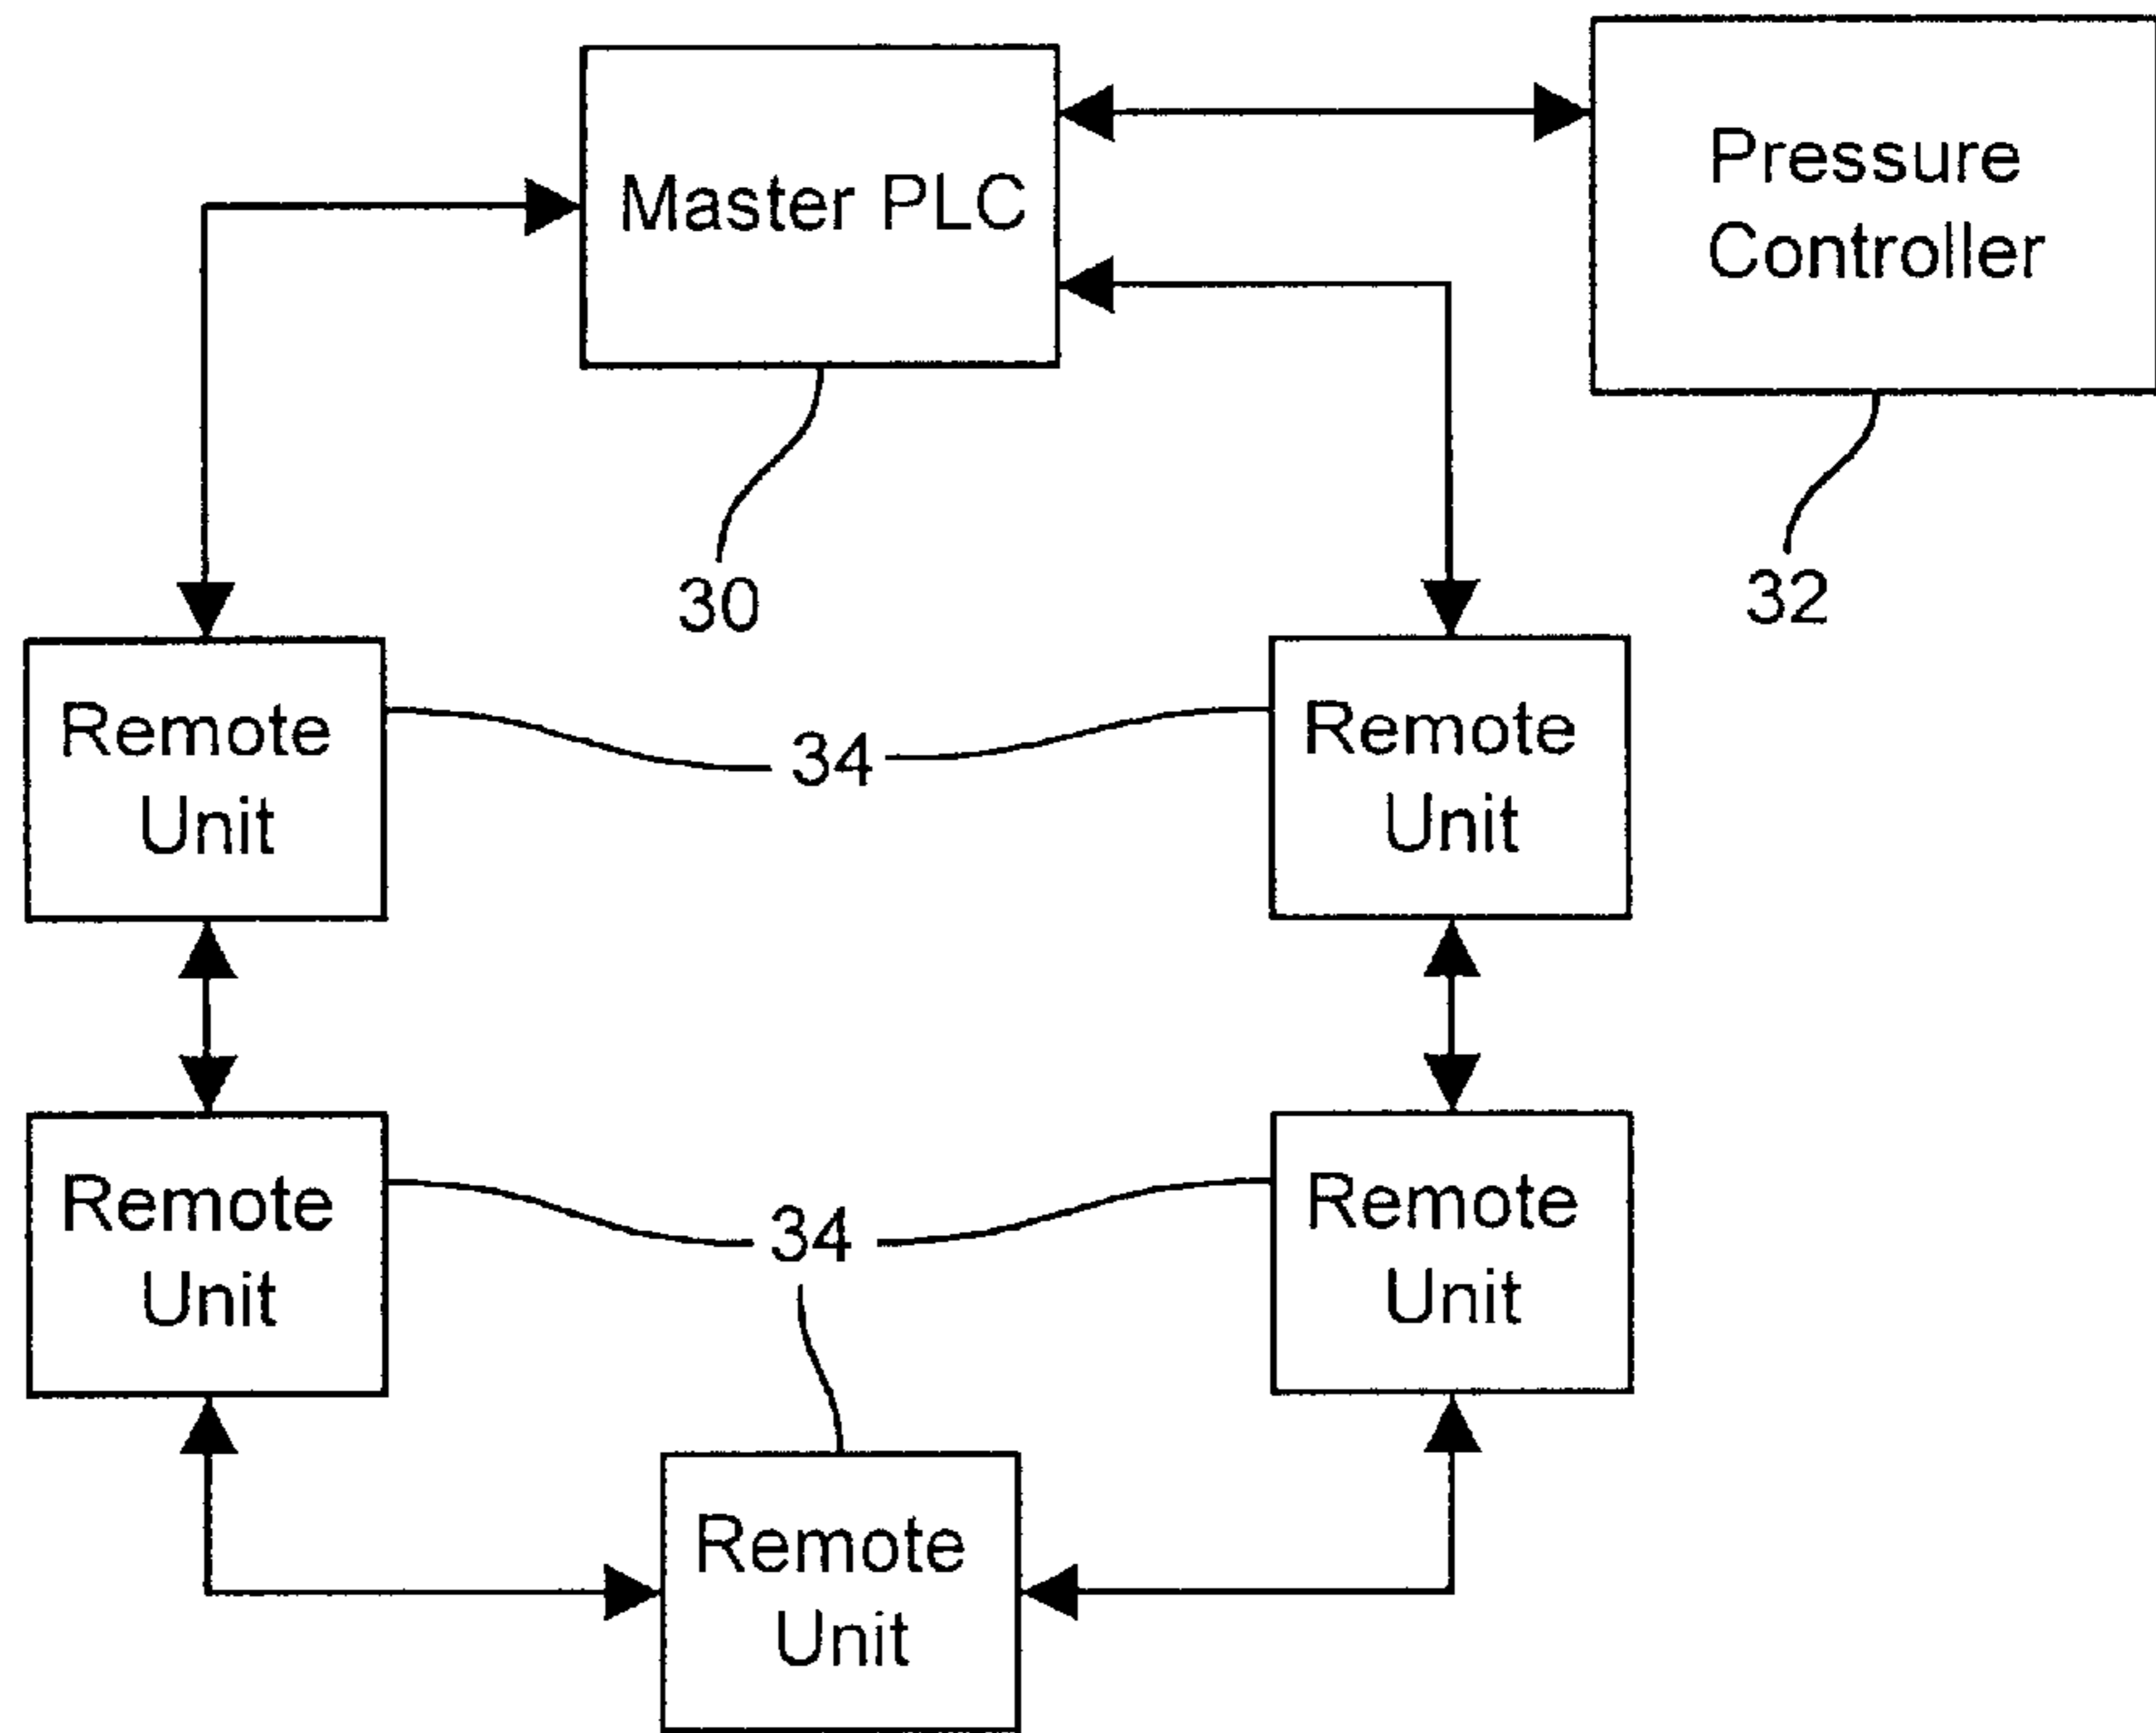 Master PLC
Pressure
Controller
30
32
Remote
Unit
34
Remote
Unit
Remote
Unit
34
Remote
Unit
Remote
Unit